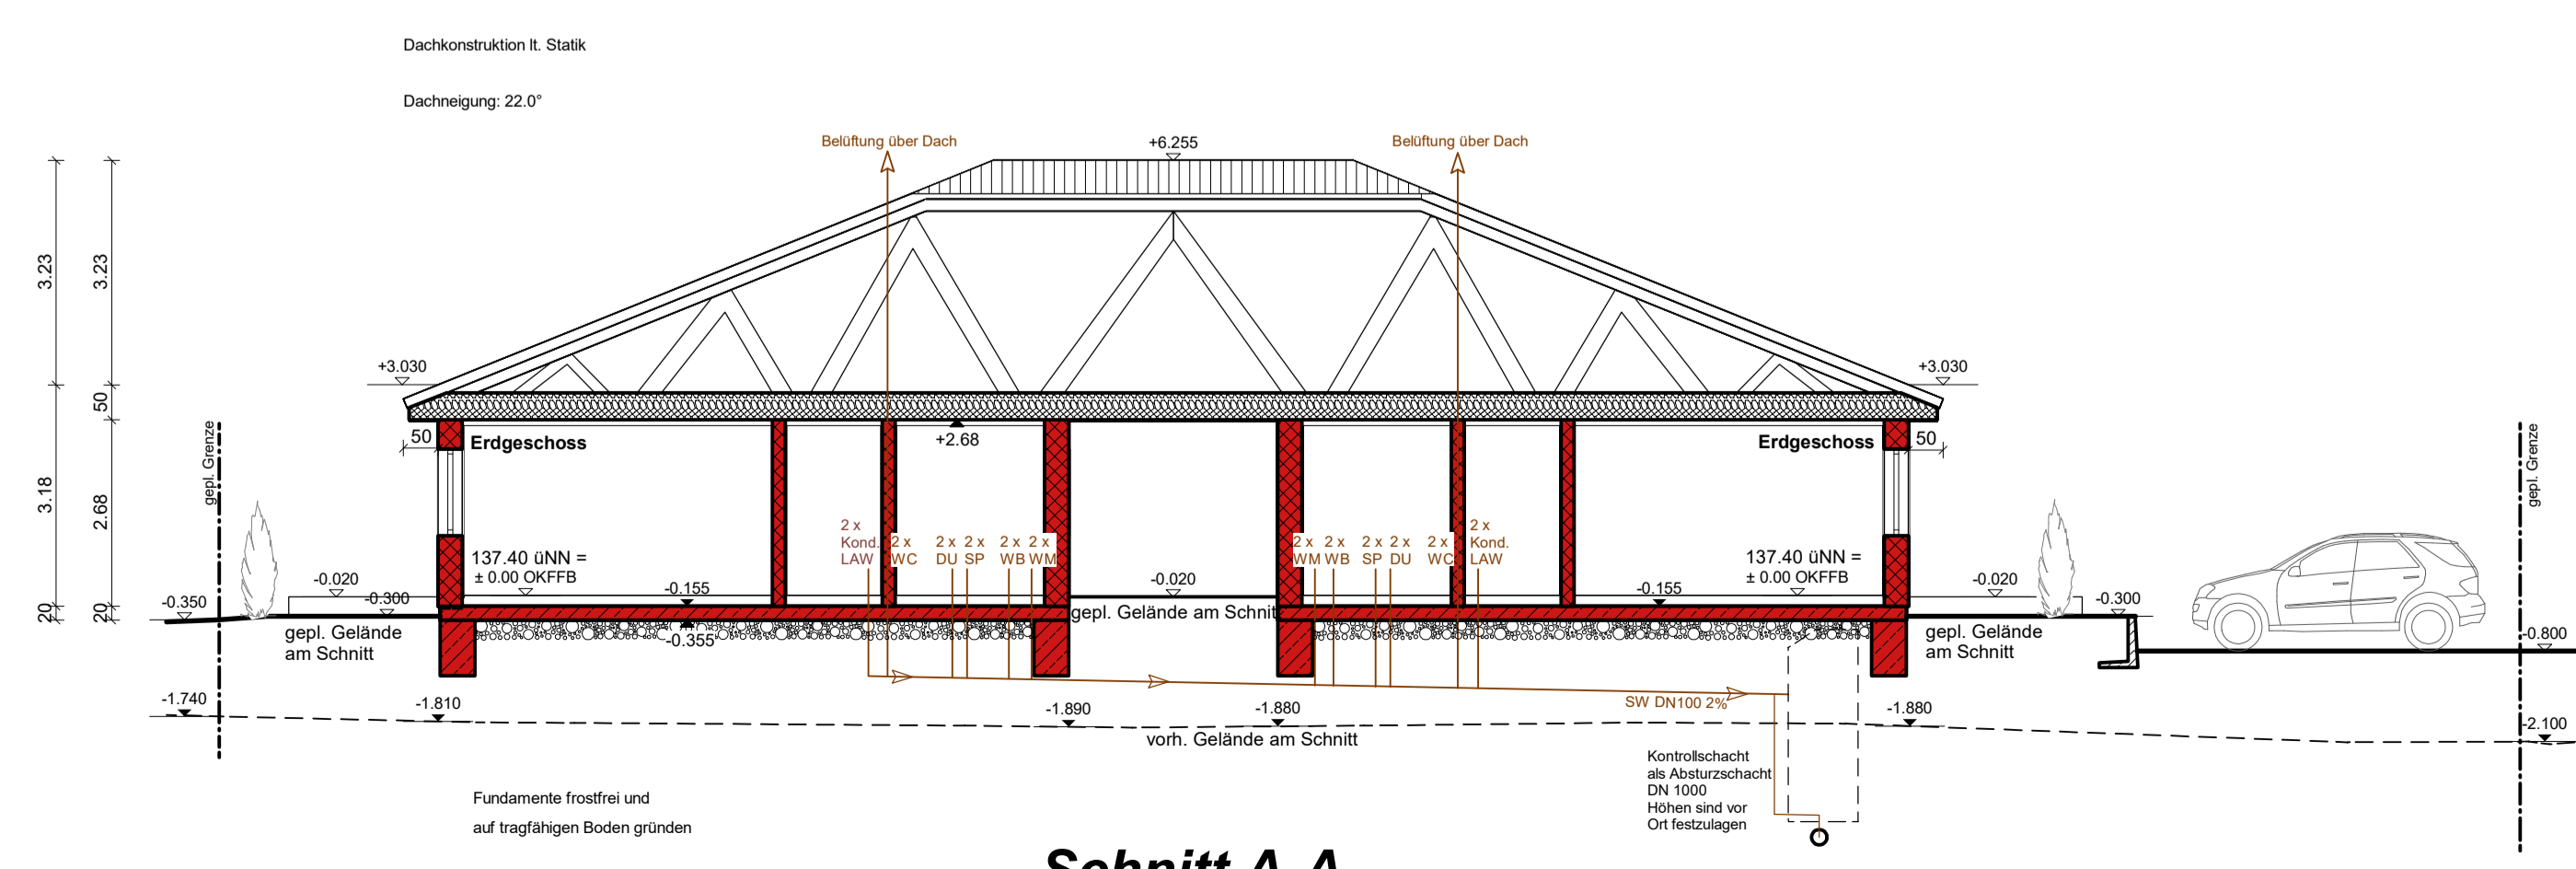 Dachkonstruktion lt. Statik
Dachneigung: 22.0°
Belüftung über Dach
+6.255
Belüftung über Dach
3.23
3.23
+3.030
+3.030
50
50
Erdgeschoss
+2.68
Erdgeschoss
50
gepl. Grenze
gepl. Grenze
3.18
2.68
2 x
Kond.
LAW
2 x
WC
2 x
DU
2 x
SP
2 x
WB
2 x
WM
2 x
WM
2 x
WB
2 x
SP
2 x
DU
2 x
WC
2 x
Kond.
LAW
137.40 üNN =
± 0.00 OKFFB
137.40 üNN =
± 0.00 OKFFB
-0.020
-0.155
-0.020
-0.155
-0.020
-0.350
-0.300
-0.300
20
20
gepl. Gelände am Schnit
gepl. Gelände
am Schnitt
-0.355
gepl. Gelände
am Schnitt
-0.800
-1.740
-1.810
-1.890
-1.880
SW DN100 2%
-1.880
-2.100
vorh. Gelände am Schnitt
Kontrollschacht
als Absturzschacht
DN 1000
Höhen sind vor
Ort festzulagen
Fundamente frostfrei und
auf tragfähigen Boden gründen
Schnitt A-A